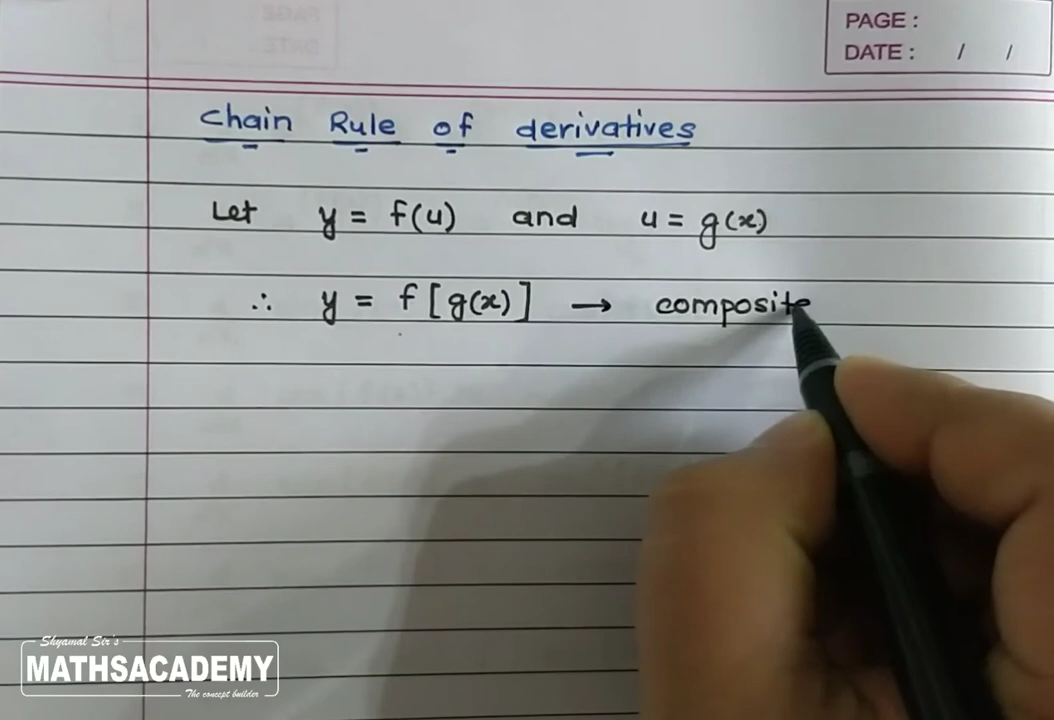 PAGE :
DATE : / /
Chain Rule of derivatives
Let y = f(u) and u = g(x)
∴ y = f[g(x)] → composite
Shyamal Sir's
MATHSACADEMY
The concept builder